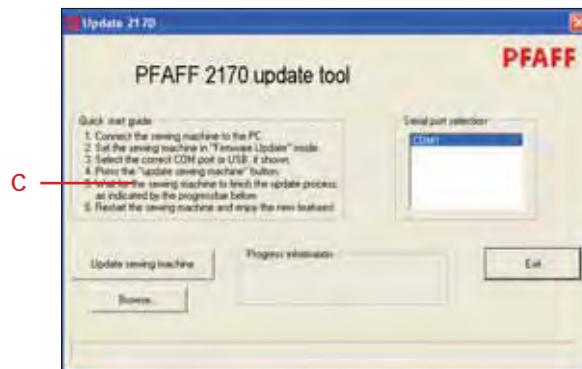 Update 2170
PFAFF
PFAFF 2170 update tool
Quick start guide
1. Connect the sewing machine to the PC.
2. Set the sewing machine in "Firmware Update" mode.
3. Select the correct COM port or USB, if shown.
4. Press the "update sewing machine" button.
5. Wait for the sewing machine to finish the update process
as indicated by the progressbar below.
6. Restart the sewing machine and enjoy the new features!
Serial port selection
COM1
C
Update sewing machine
Progress information
Exit
Browse...